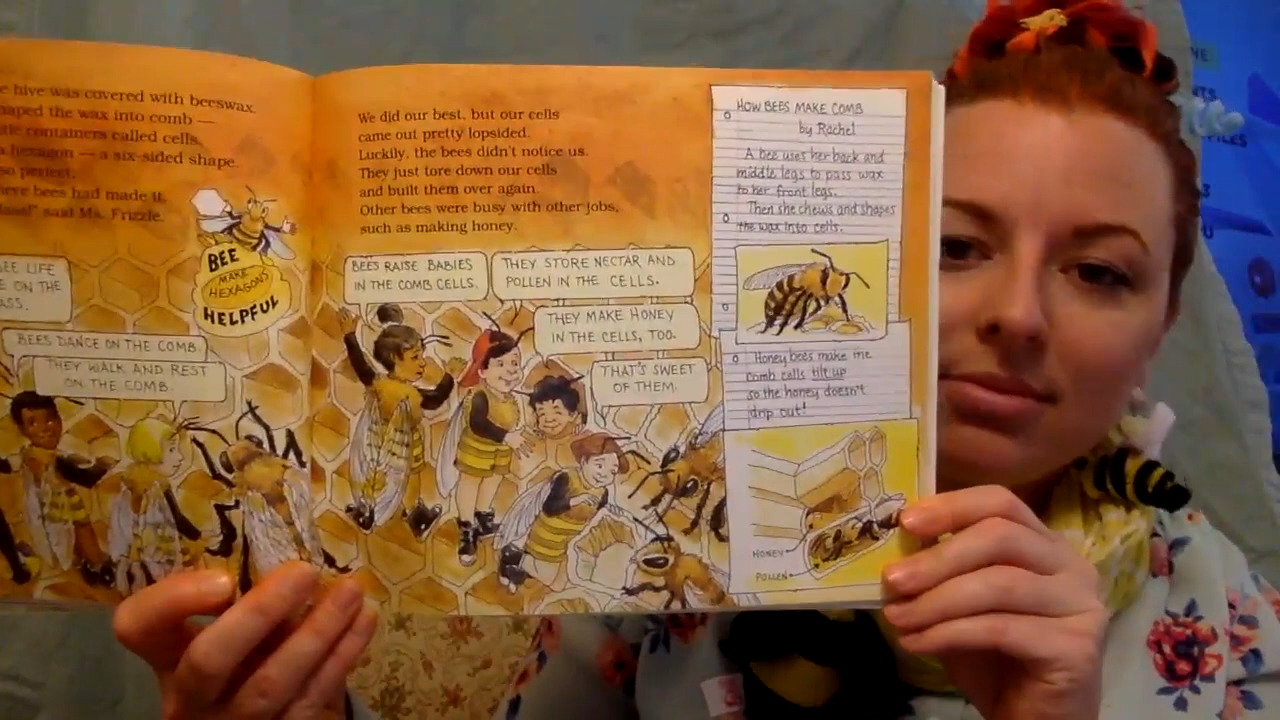 e hive was covered with beeswax.
haped the wax into comb —
tle containers called cells.
a hexagon — a six-sided shape.
so perfect.
ieve bees had made it.
lass!" said Ms. Frizzle.
BEE
MAKE
HEXAGONS
HELPFUL
EE LIFE
E ON THE
ASS.
BEES DANCE ON THE COMB.
THEY WALK AND REST
ON THE COMB.
We did our best, but our cells
came out pretty lopsided.
Luckily, the bees didn't notice us.
They just tore down our cells
and built them over again.
Other bees were busy with other jobs,
such as making honey.
BEES RAISE BABIES
IN THE COMB CELLS.
THEY STORE NECTAR AND
POLLEN IN THE CELLS.
THEY MAKE HONEY
IN THE CELLS, TOO.
THAT'S SWEET
OF THEM.
HOW BEES MAKE COMB
by Rachel
A bee uses her back and
middle legs to pass wax
to her front legs.
Then she chews and shapes
the wax into cells.
Honey bees make the
comb cells tilt up
so the honey doesn't
drip out!
HONEY
POLLEN